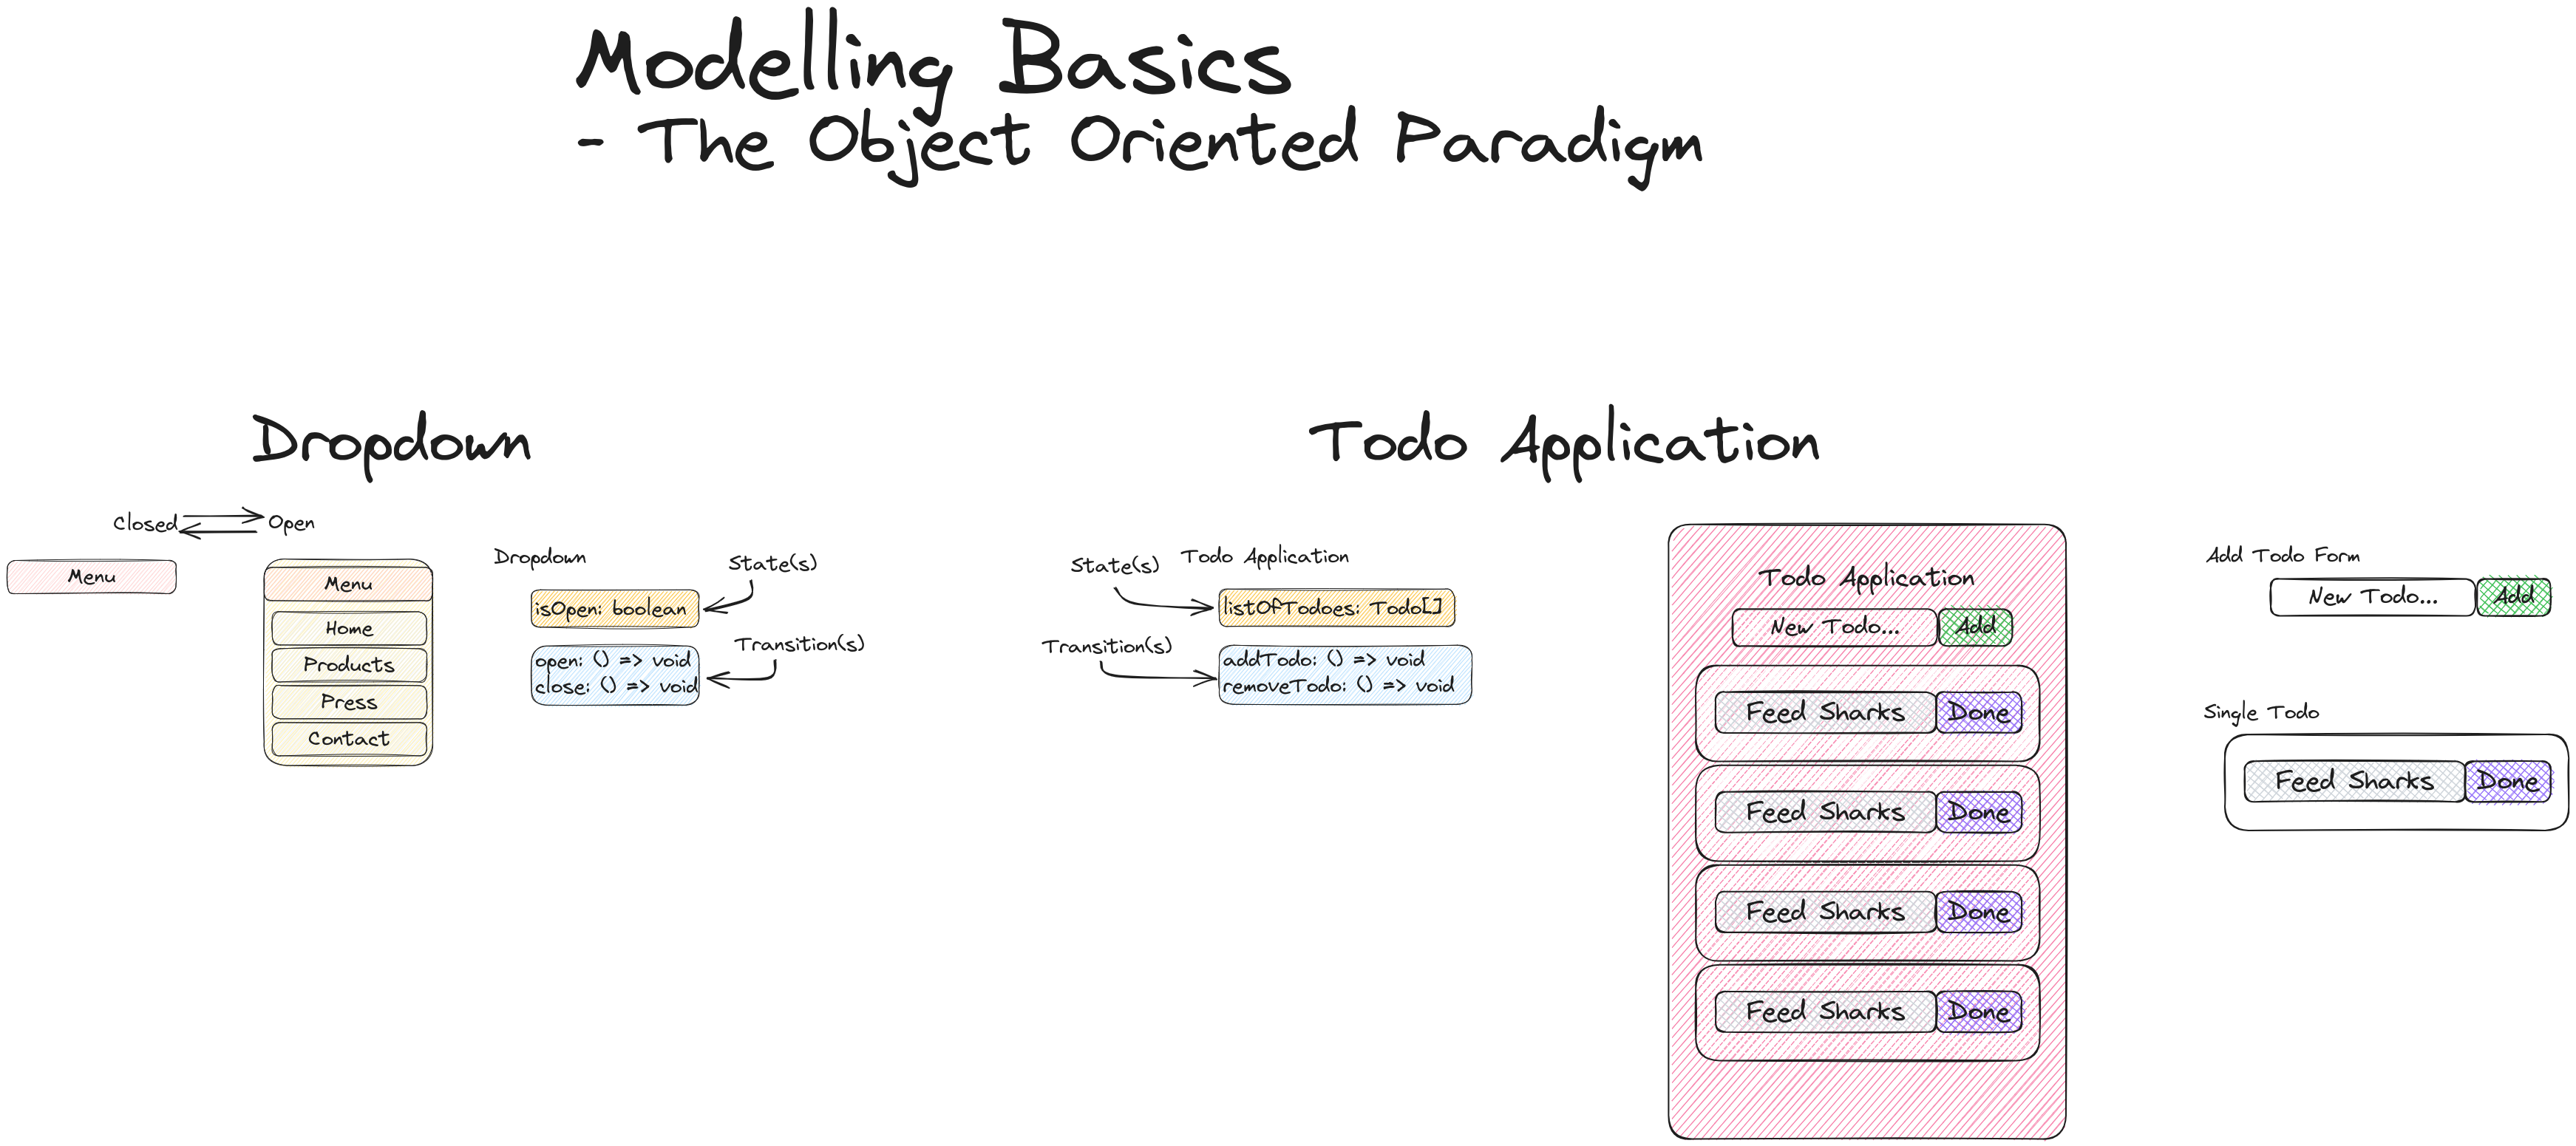 Modelling Basics
- The Object Oriented Paradigm
Dropdown
Closed
Open
Menu
Menu
Home
Products
Press
Contact
Dropdown
State(s)
isOpen: boolean
Transition(s)
open: () => void
close: () => void
Todo Application
State(s)
Todo Application
listOfTodoes: Todo[]
Transition(s)
addTodo: () => void
removeTodo: () => void
Todo Application
New Todo... Add
Feed Sharks Done
Feed Sharks Done
Feed Sharks Done
Feed Sharks Done
Add Todo Form
New Todo... Add
Single Todo
Feed Sharks Done